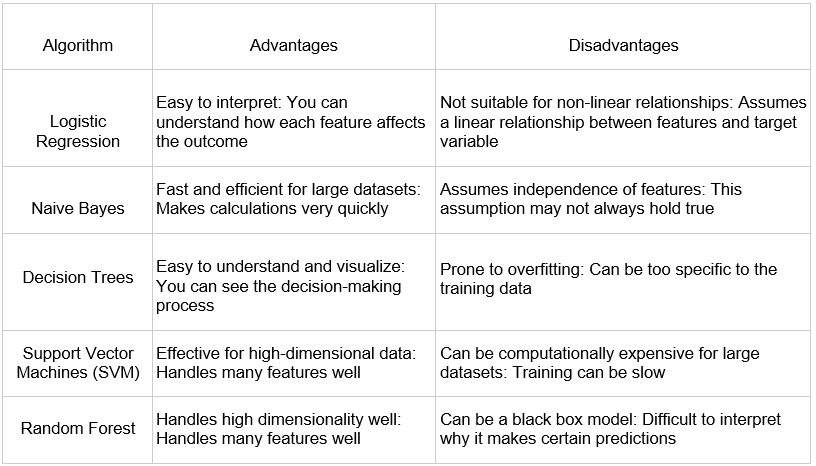 Algorithm
Advantages
Disadvantages
Logistic
Regression
Easy to interpret: You can
understand how each feature affects
the outcome
Not suitable for non-linear relationships: Assumes
a linear relationship between features and target
variable
Naive Bayes
Fast and efficient for large datasets:
Makes calculations very quickly
Assumes independence of features: This
assumption may not always hold true
Decision Trees
Easy to understand and visualize:
You can see the decision-making
process
Prone to overfitting: Can be too specific to the
training data
Support Vector
Machines (SVM)
Effective for high-dimensional data:
Handles many features well
Can be computationally expensive for large
datasets: Training can be slow
Random Forest
Handles high dimensionality well:
Handles many features well
Can be a black box model: Difficult to interpret
why it makes certain predictions